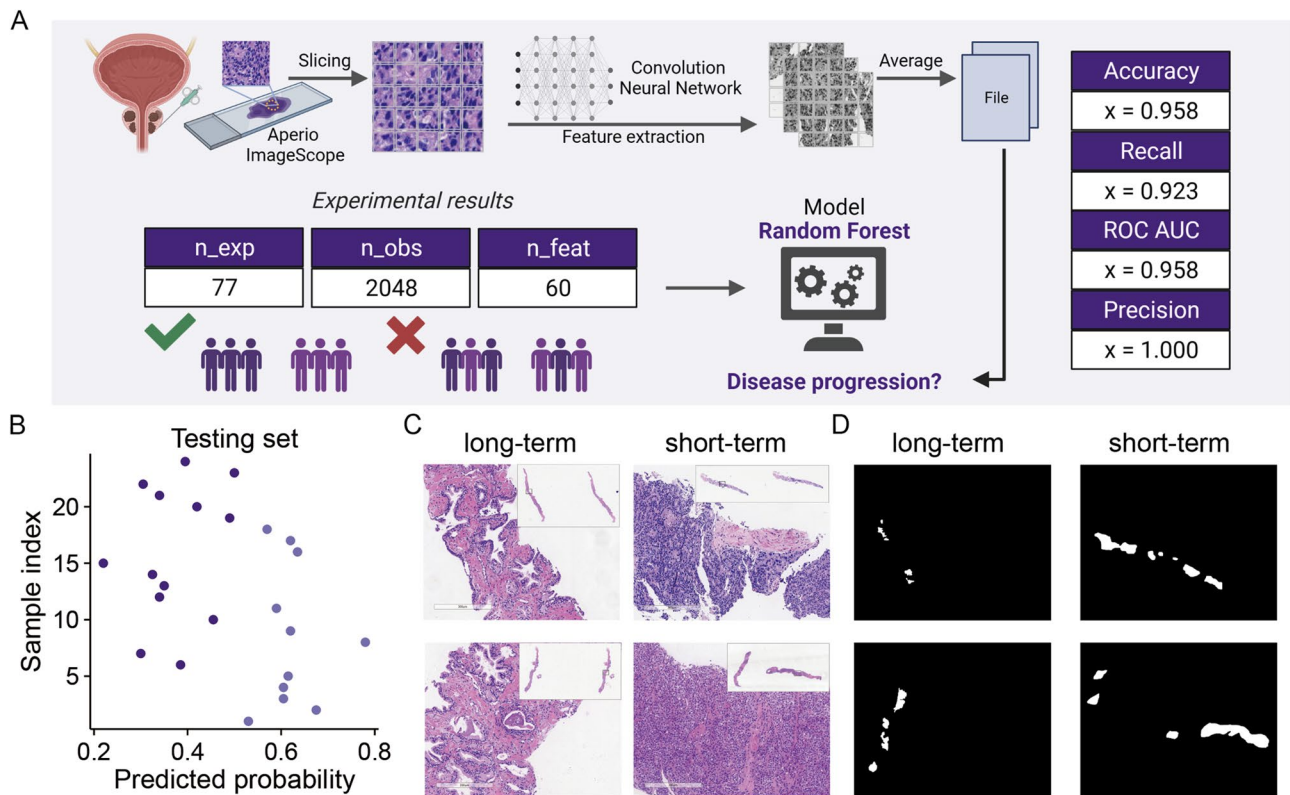 A
Slicing
Aperio
ImageScope
Convolution
Neural Network
Feature extraction
Average
File
Accuracy
x = 0.958
Recall
x = 0.923
ROC AUC
x = 0.958
Precision
x = 1.000
Experimental results
n_exp
n_obs
n_feat
77
2048
60
Model
Random Forest
Disease progression?
B
Testing set
Sample index
20
15
10
5
0.2
0.4
0.6
0.8
Predicted probability
C
long-term
short-term
D
long-term
short-term